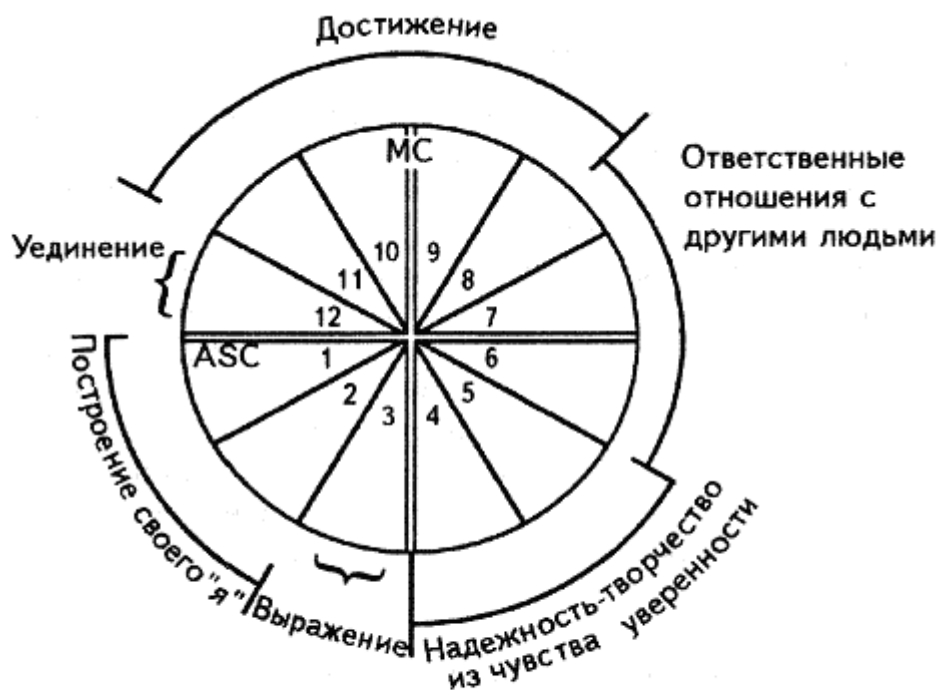 Достижение
MC
Ответственные
отношения с
другими людьми
Уединение
10
9
11
8
12
7
ASC
1
6
2
5
3
4
Построение своего"я"
Выражение
Надежность-творчество
из чувства уверенности